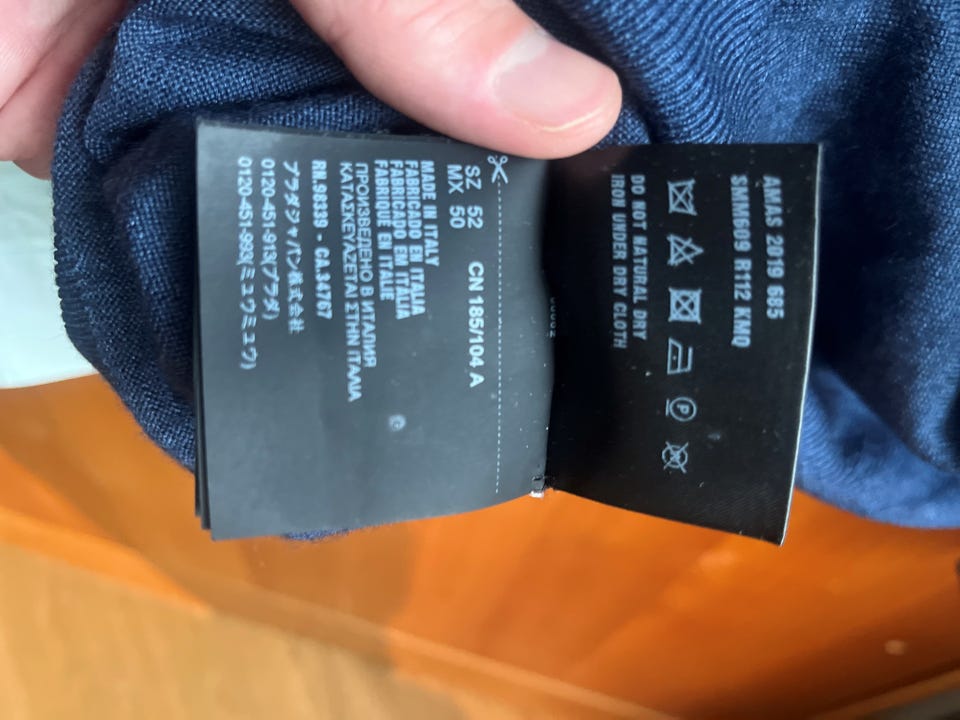 AMAS 2019 685
SMM609 R112 KMQ
DO NOT NATURAL DRY
IRON UNDER DRY CLOTH
SZ 52 CN 185/104 A
MX 50
MADE IN ITALY
FABRICADO EN ITALIA
FABRICADO EM ITALIA
FABRIQUÉ EN ITALIE
ПРОИЗВЕДЕНО В ИТАЛИЯ
ΚΑΤΑΣΚΕΥΑΖΕΤΑΙ ΣΤΗΝ ΙΤΑΛΙΑ
RN.98339 - CA.34767
プラダジャパン株式会社
0120-451-913(プラダ)
0120-451-993(ミュウミュウ)